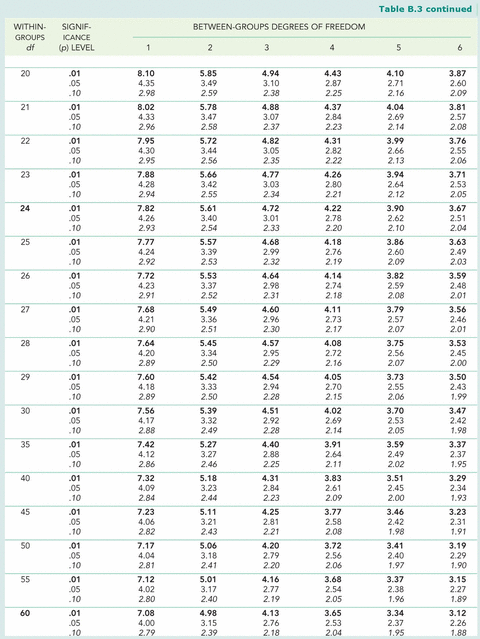 Table B.3 continued
WITHIN- SIGNIF- BETWEEN-GROUPS DEGREES OF FREEDOM
GROUPS ICANCE
df (p) LEVEL 1 2 3 4 5 6
20 .01 8.10 5.85 4.94 4.43 4.10 3.87
.05 4.35 3.49 3.10 2.87 2.71 2.60
.10 2.98 2.59 2.38 2.25 2.16 2.09
21 .01 8.02 5.78 4.88 4.37 4.04 3.81
.05 4.33 3.47 3.07 2.84 2.69 2.57
.10 2.96 2.58 2.37 2.23 2.14 2.08
22 .01 7.95 5.72 4.82 4.31 3.99 3.76
.05 4.30 3.44 3.05 2.82 2.66 2.55
.10 2.95 2.56 2.35 2.22 2.13 2.06
23 .01 7.88 5.66 4.77 4.26 3.94 3.71
.05 4.28 3.42 3.03 2.80 2.64 2.53
.10 2.94 2.55 2.34 2.21 2.12 2.05
24 .01 7.82 5.61 4.72 4.22 3.90 3.67
.05 4.26 3.40 3.01 2.78 2.62 2.51
.10 2.93 2.54 2.33 2.20 2.10 2.04
25 .01 7.77 5.57 4.68 4.18 3.86 3.63
.05 4.24 3.39 2.99 2.76 2.60 2.49
.10 2.92 2.53 2.32 2.19 2.09 2.03
26 .01 7.72 5.53 4.64 4.14 3.82 3.59
.05 4.23 3.37 2.98 2.74 2.59 2.48
.10 2.91 2.52 2.31 2.18 2.08 2.01
27 .01 7.68 5.49 4.60 4.11 3.79 3.56
.05 4.21 3.36 2.96 2.73 2.57 2.46
.10 2.90 2.51 2.30 2.17 2.07 2.01
28 .01 7.64 5.45 4.57 4.08 3.75 3.53
.05 4.20 3.34 2.95 2.72 2.56 2.45
.10 2.89 2.50 2.29 2.16 2.07 2.00
29 .01 7.60 5.42 4.54 4.05 3.73 3.50
.05 4.18 3.33 2.94 2.70 2.55 2.43
.10 2.89 2.50 2.28 2.15 2.06 1.99
30 .01 7.56 5.39 4.51 4.02 3.70 3.47
.05 4.17 3.32 2.92 2.69 2.53 2.42
.10 2.88 2.49 2.28 2.14 2.05 1.98
35 .01 7.42 5.27 4.40 3.91 3.59 3.37
.05 4.12 3.27 2.88 2.64 2.49 2.37
.10 2.86 2.46 2.25 2.11 2.02 1.95
40 .01 7.32 5.18 4.31 3.83 3.51 3.29
.05 4.09 3.23 2.84 2.61 2.45 2.34
.10 2.84 2.44 2.23 2.09 2.00 1.93
45 .01 7.23 5.11 4.25 3.77 3.46 3.23
.05 4.06 3.21 2.81 2.58 2.42 2.31
.10 2.82 2.43 2.21 2.08 1.98 1.91
50 .01 7.17 5.06 4.20 3.72 3.41 3.19
.05 4.04 3.18 2.79 2.56 2.40 2.29
.10 2.81 2.41 2.20 2.06 1.97 1.90
55 .01 7.12 5.01 4.16 3.68 3.37 3.15
.05 4.02 3.17 2.77 2.54 2.38 2.27
.10 2.80 2.40 2.19 2.05 1.96 1.89
60 .01 7.08 4.98 4.13 3.65 3.34 3.12
.05 4.00 3.15 2.76 2.53 2.37 2.26
.10 2.79 2.39 2.18 2.04 1.95 1.88